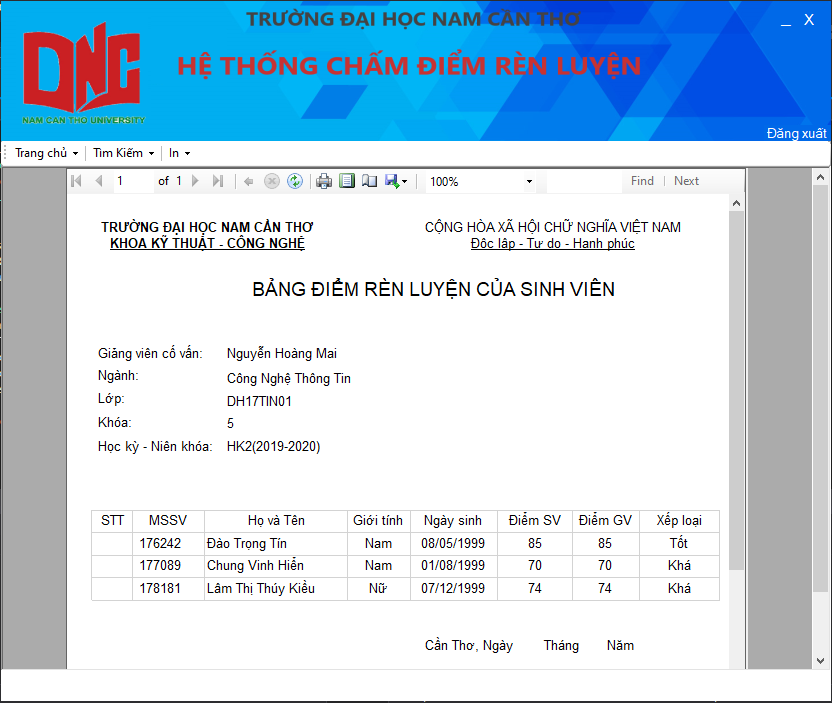 TRƯỜNG ĐẠI HỌC NAM CẦN THƠ
_ X
HỆ THỐNG CHẤM ĐIỂM RÈN LUYỆN
DNC
NAM CAN THO UNIVERSITY
Đăng xuất
Trang chủ Tìm Kiếm In
1 of 1 100% Find Next
TRƯỜNG ĐẠI HỌC NAM CẦN THƠ CỘNG HÒA XÃ HỘI CHỮ NGHĨA VIỆT NAM
KHOA KỸ THUẬT - CÔNG NGHỆ Độc lập - Tự do - Hạnh phúc
BẢNG ĐIỂM RÈN LUYỆN CỦA SINH VIÊN
Giảng viên cố vấn: Nguyễn Hoàng Mai
Ngành: Công Nghệ Thông Tin
Lớp: DH17TIN01
Khóa: 5
Học kỳ - Niên khóa: HK2(2019-2020)
STT MSSV Họ và Tên Giới tính Ngày sinh Điểm SV Điểm GV Xếp loại
176242 Đào Trọng Tín Nam 08/05/1999 85 85 Tốt
177089 Chung Vinh Hiển Nam 01/08/1999 70 70 Khá
178181 Lâm Thị Thúy Kiều Nữ 07/12/1999 74 74 Khá
Cần Thơ, Ngày Tháng Năm